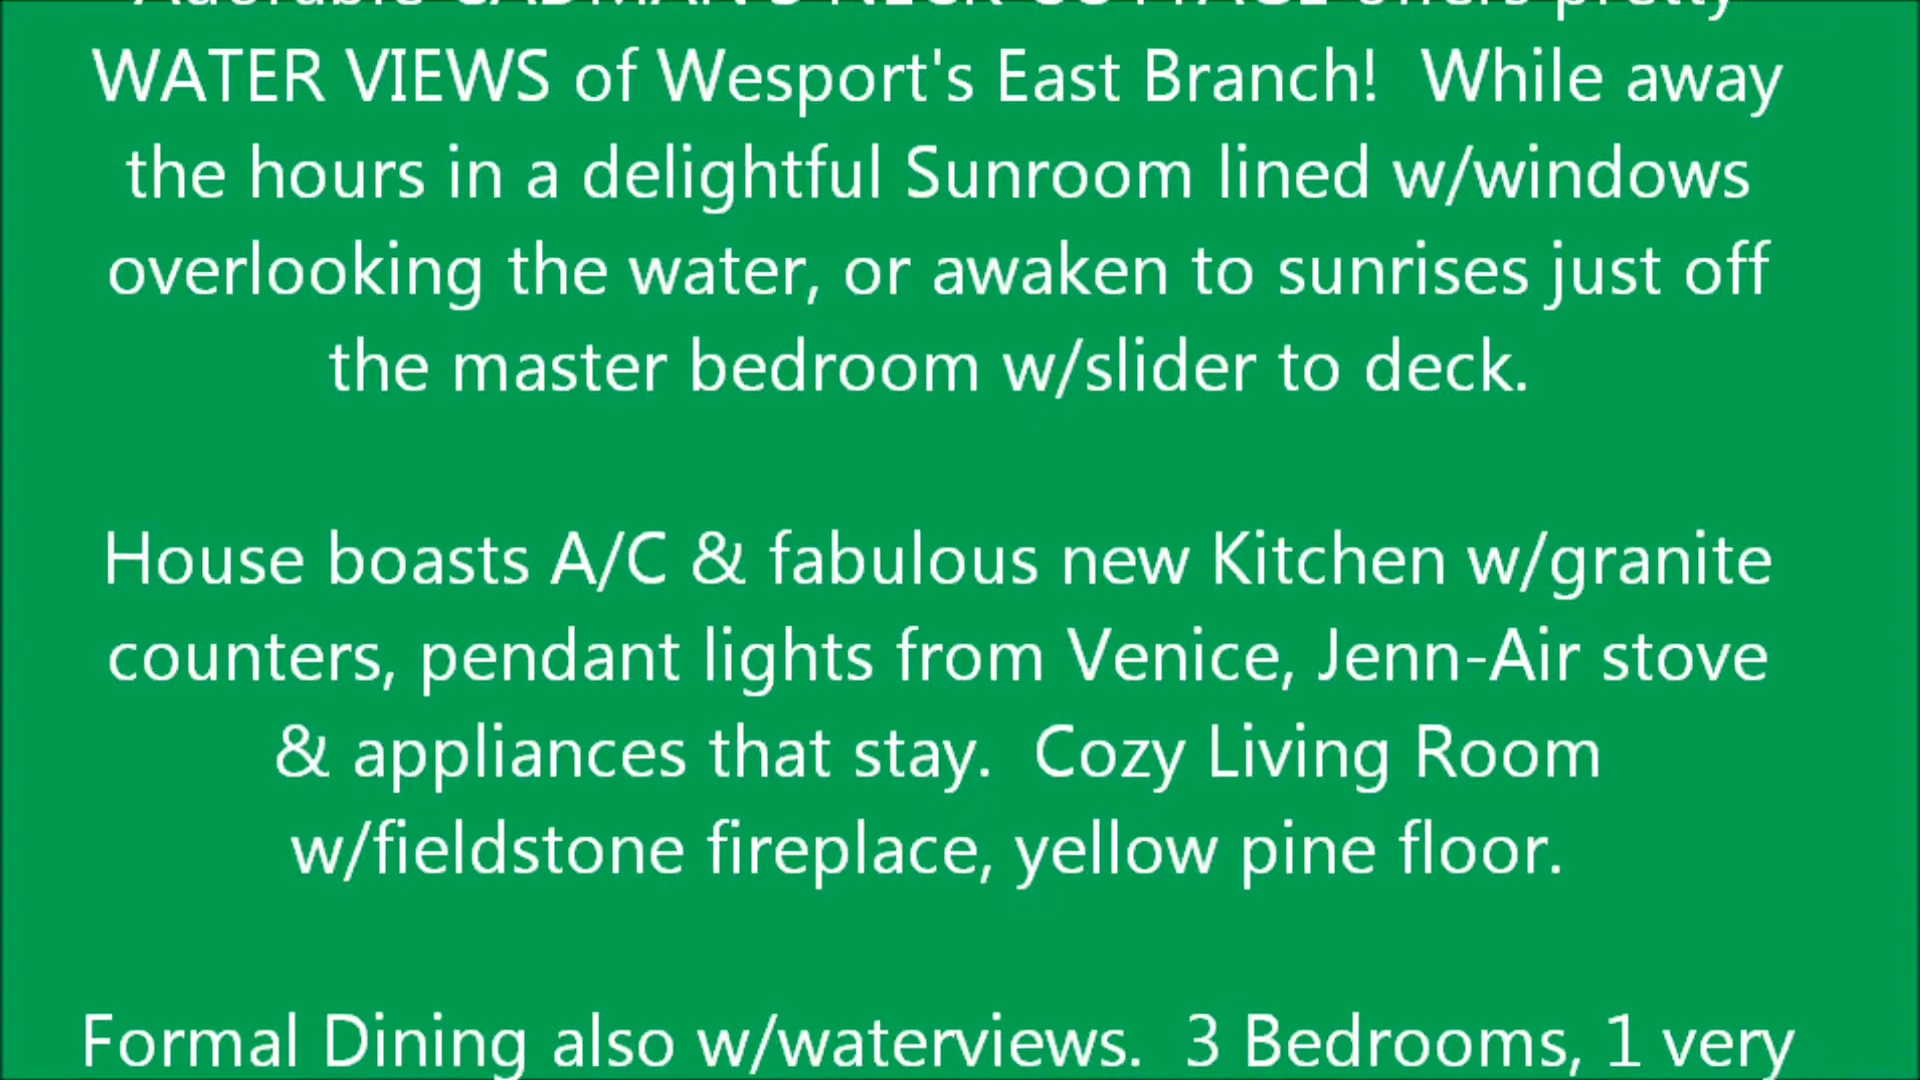 Adorable CADMAN'S NECK COTTAGE offers pretty
WATER VIEWS of Wesport's East Branch!  While away
the hours in a delightful Sunroom lined w/windows
overlooking the water, or awaken to sunrises just off
the master bedroom w/slider to deck.
House boasts A/C & fabulous new Kitchen w/granite
counters, pendant lights from Venice, Jenn-Air stove
& appliances that stay.  Cozy Living Room
w/fieldstone fireplace, yellow pine floor.
Formal Dining also w/waterviews.  3 Bedrooms, 1 very